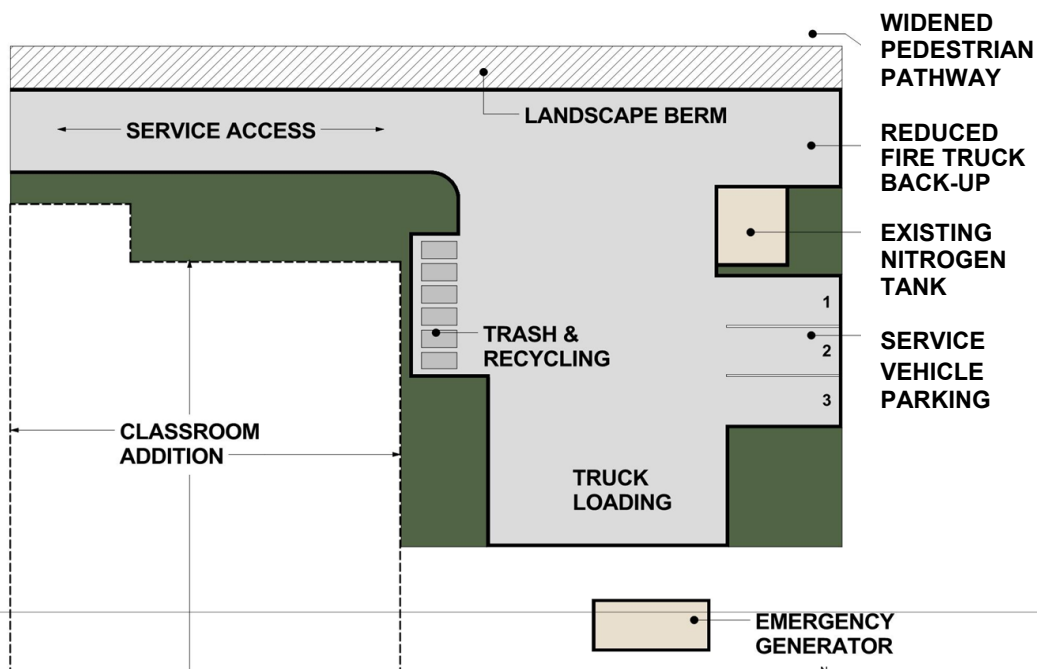 WIDENED
PEDESTRIAN
PATHWAY
LANDSCAPE BERM
SERVICE ACCESS
REDUCED
FIRE TRUCK
BACK-UP
EXISTING
NITROGEN
TANK
1
TRASH &
RECYCLING
SERVICE
VEHICLE
PARKING
2
3
CLASSROOM
ADDITION
TRUCK
LOADING
EMERGENCY
GENERATOR
N